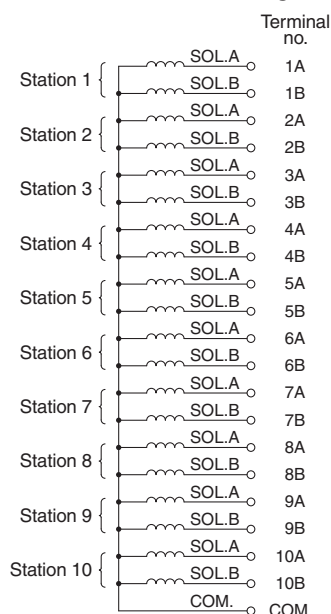 Terminal
no.
SOL.A 1A
Station 1
SOL.B 1B
SOL.A 2A
Station 2
SOL.B 2B
SOL.A 3A
Station 3
SOL.B 3B
SOL.A 4A
Station 4
SOL.B 4B
SOL.A 5A
Station 5
SOL.B 5B
SOL.A 6A
Station 6
SOL.B 6B
SOL.A 7A
Station 7
SOL.B 7B
SOL.A 8A
Station 8
SOL.B 8B
SOL.A 9A
Station 9
SOL.B 9B
SOL.A 10A
Station 10
SOL.B 10B
COM. COM.